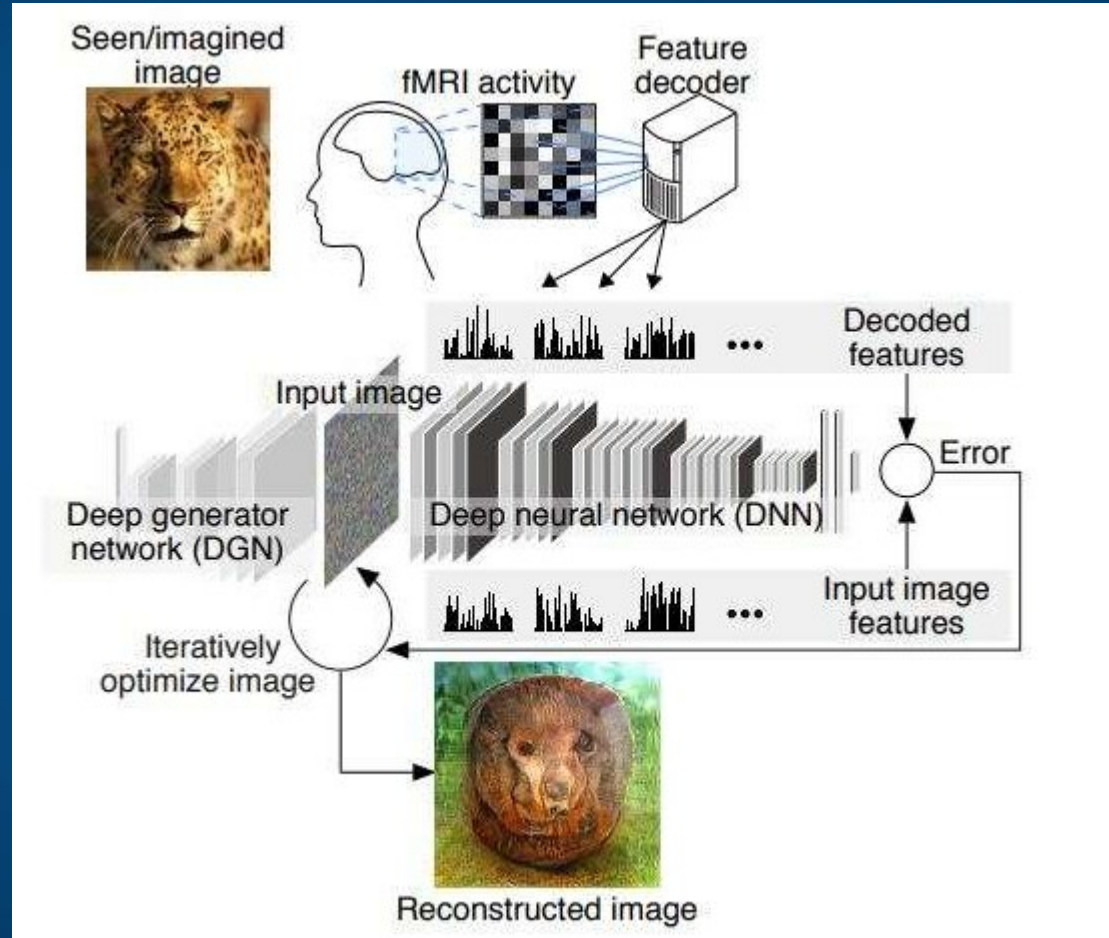 Seen/imagined
image
fMRI activity
Feature
decoder
Decoded
features
Input image
Error
Deep generator
network (DGN)
Deep neural network (DNN)
Input image
features
Iteratively
optimize image
Reconstructed image